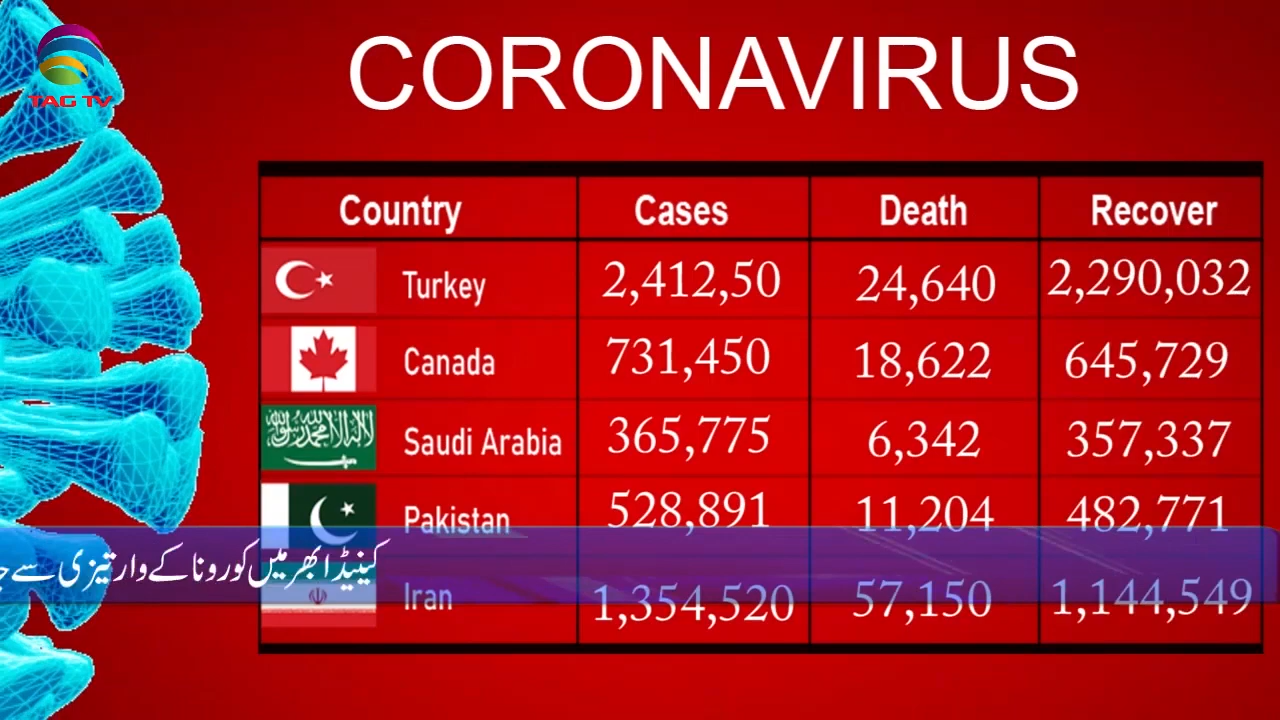 TAG TV
CORONAVIRUS
Country Cases Death Recover
Turkey 2,412,50 24,640 2,290,032
Canada 731,450 18,622 645,729
Saudi Arabia 365,775 6,342 357,337
Pakistan 528,891 11,204 482,771
Iran 1,354,520 57,150 1,144,549
کینیڈا بھر میں کورونا کے وار تیزی سے